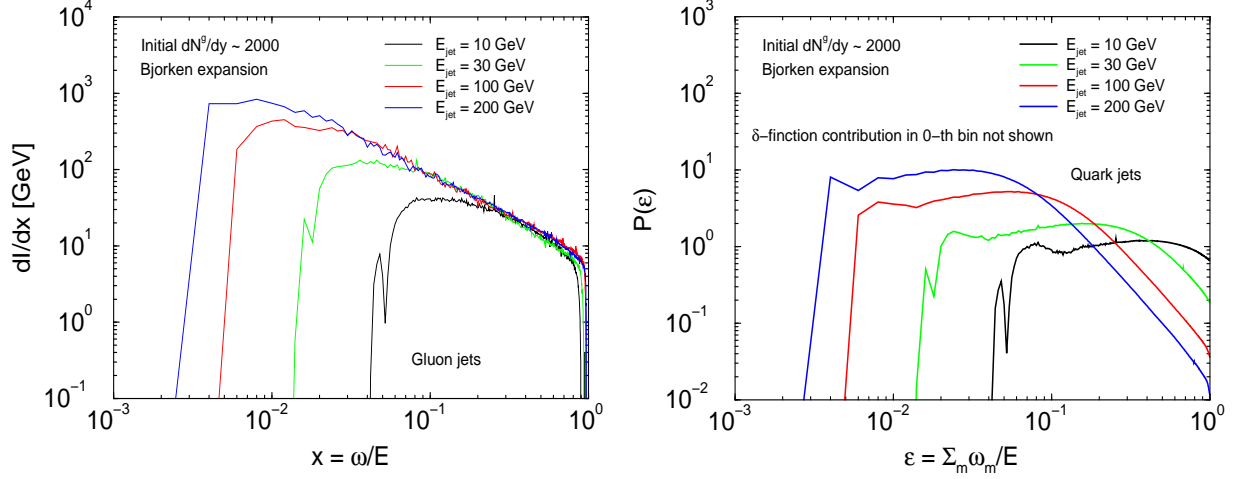 Initial dN^g/dy ~ 2000
Bjorken expansion
E_jet = 10 GeV
E_jet = 30 GeV
E_jet = 100 GeV
E_jet = 200 GeV
Gluon jets
dI/dx [GeV]
10^4
10^3
10^2
10^1
10^0
10^-1
10^-3
10^-2
10^-1
10^0
x = ω/E
Initial dN^g/dy ~ 2000
Bjorken expansion
E_jet = 10 GeV
E_jet = 30 GeV
E_jet = 100 GeV
E_jet = 200 GeV
δ−finction contribution in 0−th bin not shown
Quark jets
P(ε)
10^3
10^2
10^1
10^0
10^-1
10^-2
10^-3
10^-2
10^-1
10^0
ε = Σ_m ω_m/E